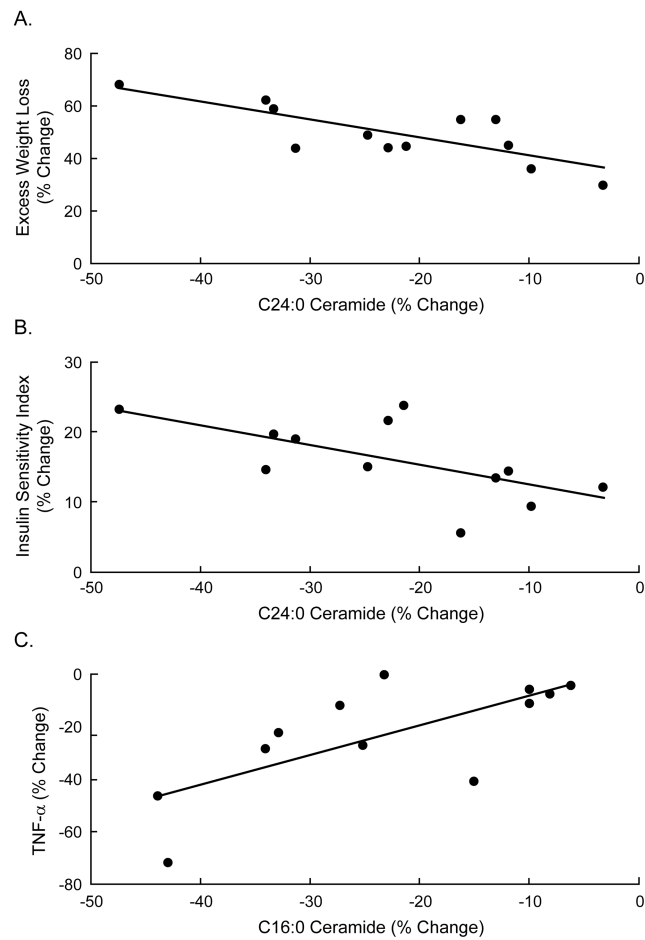 A.
Excess Weight Loss
(% Change)
80
60
40
20
0
-50
-40
-30
-20
-10
0
C24:0 Ceramide (% Change)
B.
Insulin Sensitivity Index
(% Change)
30
20
10
0
-50
-40
-30
-20
-10
0
C24:0 Ceramide (% Change)
C.
TNF-α (% Change)
0
-20
-40
-60
-80
-50
-40
-30
-20
-10
0
C16:0 Ceramide (% Change)